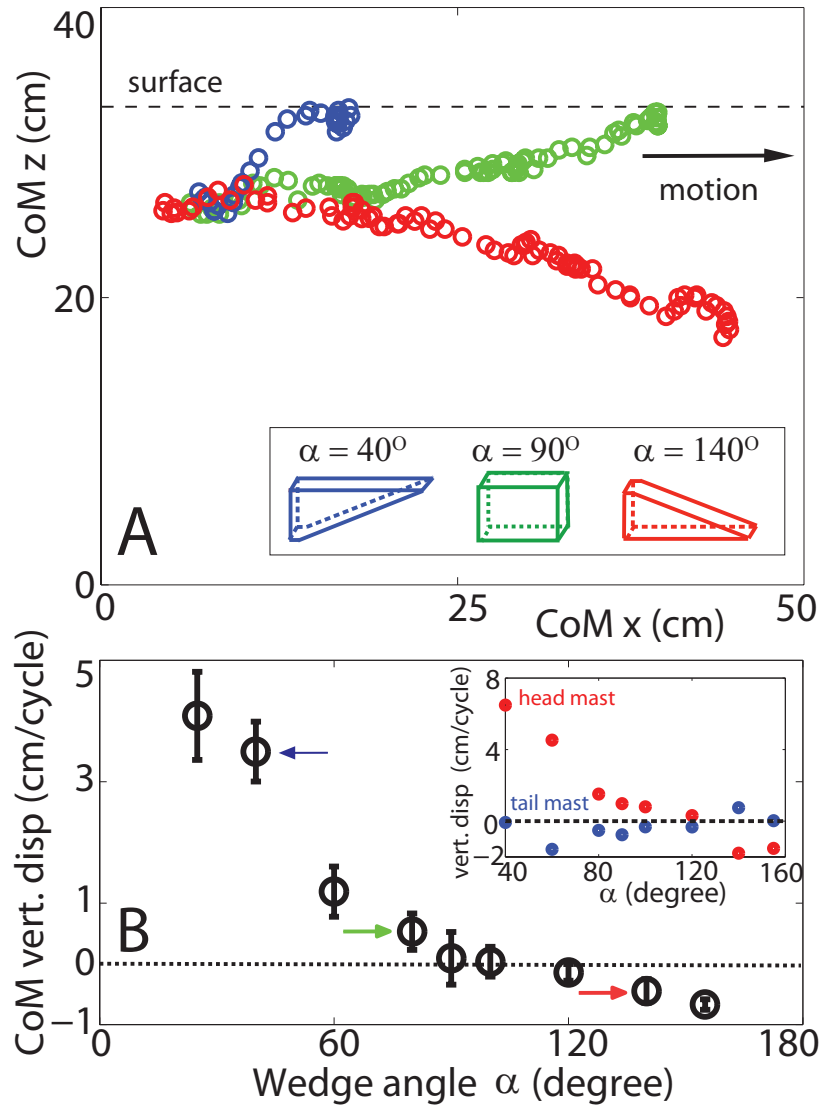 40
CoM z (cm)
surface
motion
20
α = 40° α = 90° α = 140°
A
0
0 25 50
CoM x (cm)
5
CoM vert. disp (cm/cycle)
3
1
0
−1
B
8
vert. disp (cm/cycle)
head mast
4
tail mast
0
−2
40 80 120 160
α (degree)
0 60 120 180
Wedge angle α (degree)